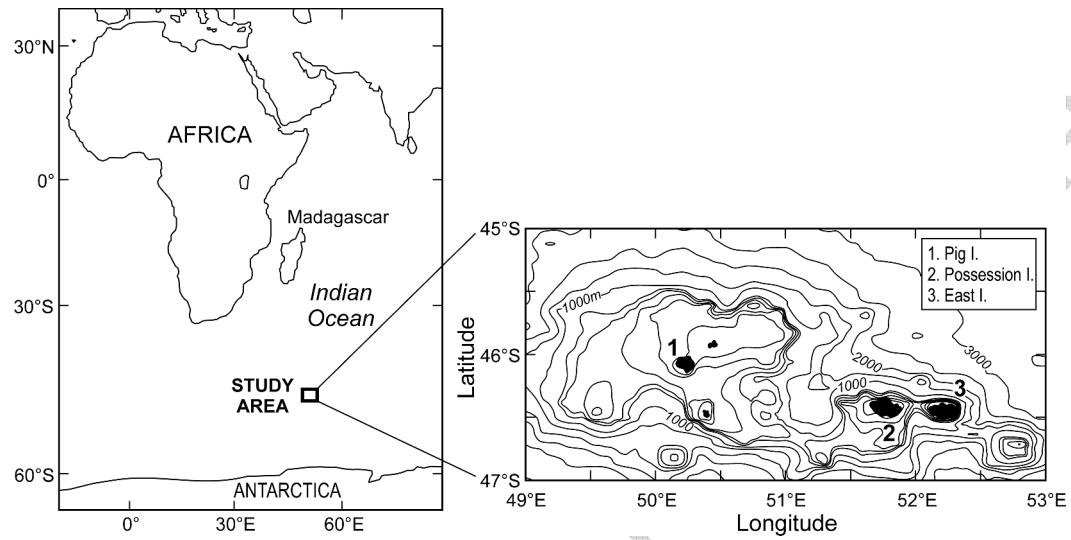 30°N
0°
30°S
60°S
0°
30°E
60°E
AFRICA
Madagascar
Indian
Ocean
STUDY
AREA
ANTARCTICA
45°S
46°S
47°S
Latitude
49°E
50°E
51°E
52°E
53°E
Longitude
1. Pig I.
2. Possession I.
3. East I.
1000m
1
2000
3000
1000
3
1000
2